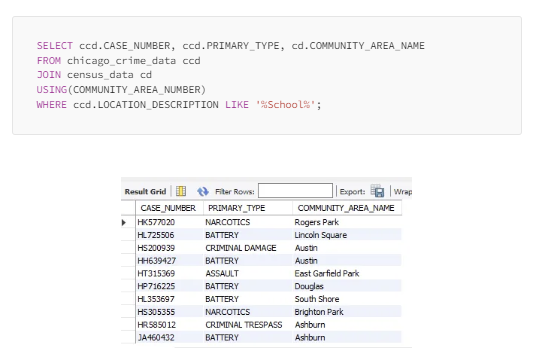 SELECT ccd.CASE_NUMBER, ccd.PRIMARY_TYPE, cd.COMMUNITY_AREA_NAME
FROM chicago_crime_data ccd
JOIN census_data cd
USING(COMMUNITY_AREA_NUMBER)
WHERE ccd.LOCATION_DESCRIPTION LIKE '%School%';
Result Grid Filter Rows: Export: Wrap
CASE_NUMBER PRIMARY_TYPE COMMUNITY_AREA_NAME
HK577020 NARCOTICS Rogers Park
HL725506 BATTERY Lincoln Square
HS200939 CRIMINAL DAMAGE Austin
HH639427 BATTERY Austin
HT315369 ASSAULT East Garfield Park
HP716225 BATTERY Douglas
HL353697 BATTERY South Shore
HS305355 NARCOTICS Brighton Park
HR585012 CRIMINAL TRESPASS Ashburn
JA460432 BATTERY Ashburn